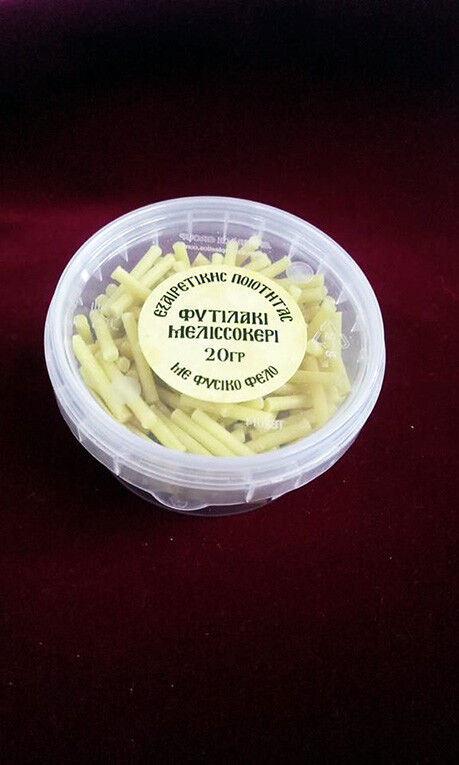 ΕΞΑΙΡΕΤΙΚΗΣ ΠΟΙΟΤΗΤΑΣ
ΦΥΤΙΛΑΚΙ
ΜΕΛΙΣΣΟΚΕΡΙ
20ΓΡ
ΜΕ ΦΥΣΙΚΟ ΦΕΛΟ